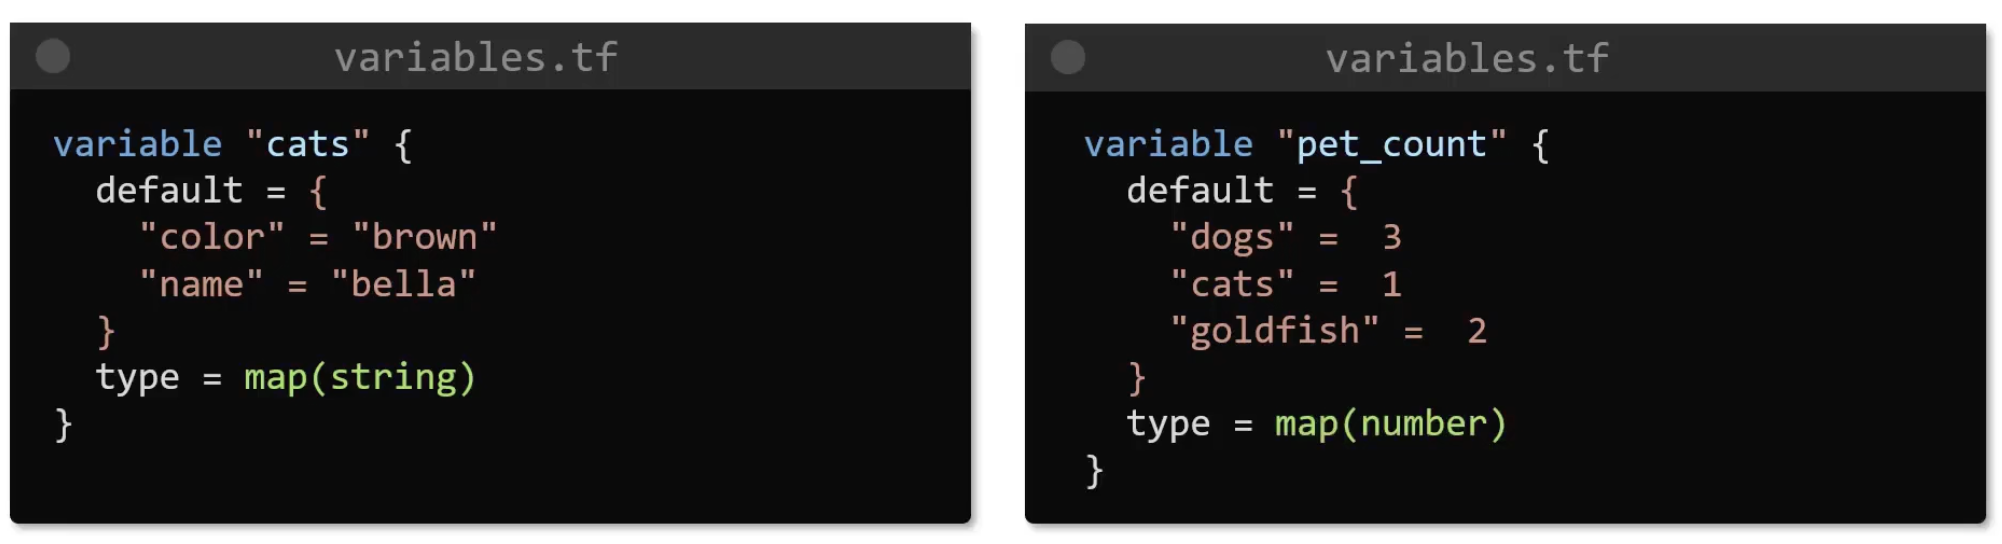 variables.tf
variable "cats" {
  default = {
    "color" = "brown"
    "name" = "bella"
  }
  type = map(string)
}
variables.tf
variable "pet_count" {
  default = {
    "dogs" =  3
    "cats" =  1
    "goldfish" =  2
  }
  type = map(number)
}